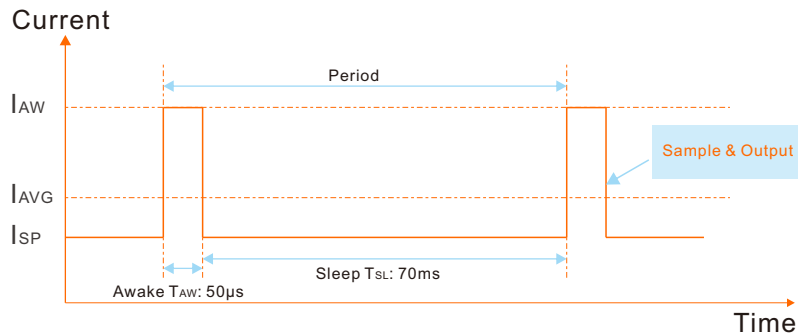 Current
Period
IAW
Sample & Output
IAVG
ISP
Sleep TSL: 70ms
Awake TAW: 50µs
Time